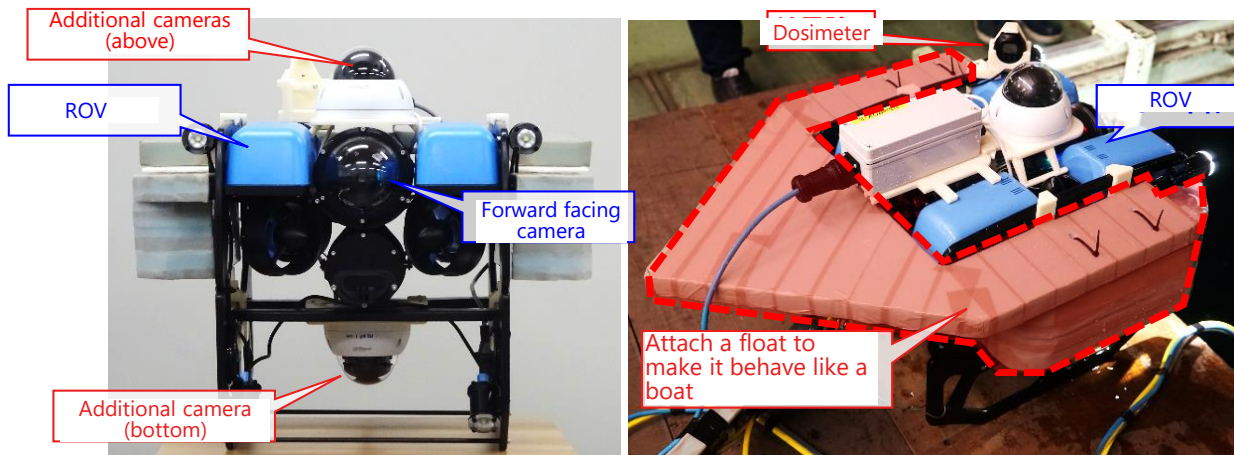 Additional cameras
(above)
ROV
Forward facing
camera
Additional camera
(bottom)
Dosimeter
ROV
Attach a float to
make it behave like a
boat